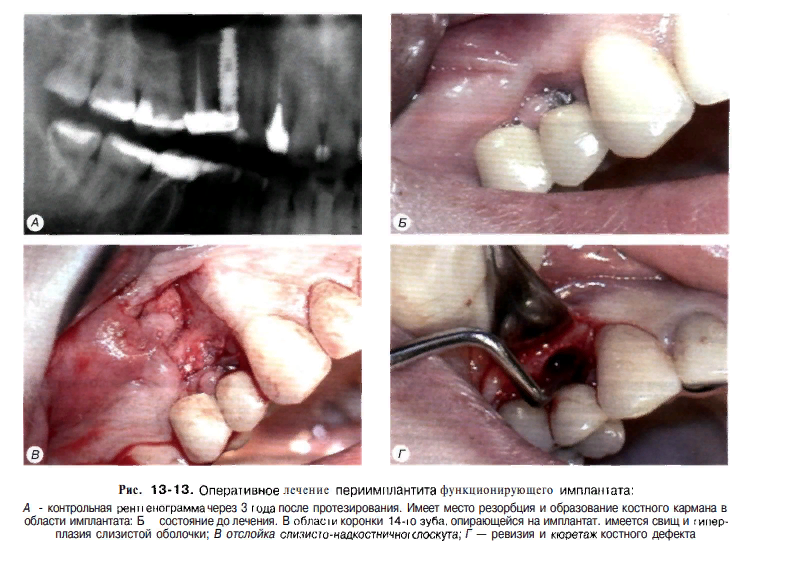 А
Б
В
Г
Рис. 13-13. Оперативное лечение периимплантита функционирующего имплантата:
А - контрольная рентгенограмма через 3 года после протезирования. Имеет место резорбция и образование костного кармана в
области имплантата: Б состояние до лечения. В области коронки 14-го зуба. опирающейся на имплантат. имеется свищ и гипер-
плазия слизистой оболочки; В отслойка слизисто-надкостничного лоскута; Г — ревизия и кюретаж костного дефекта